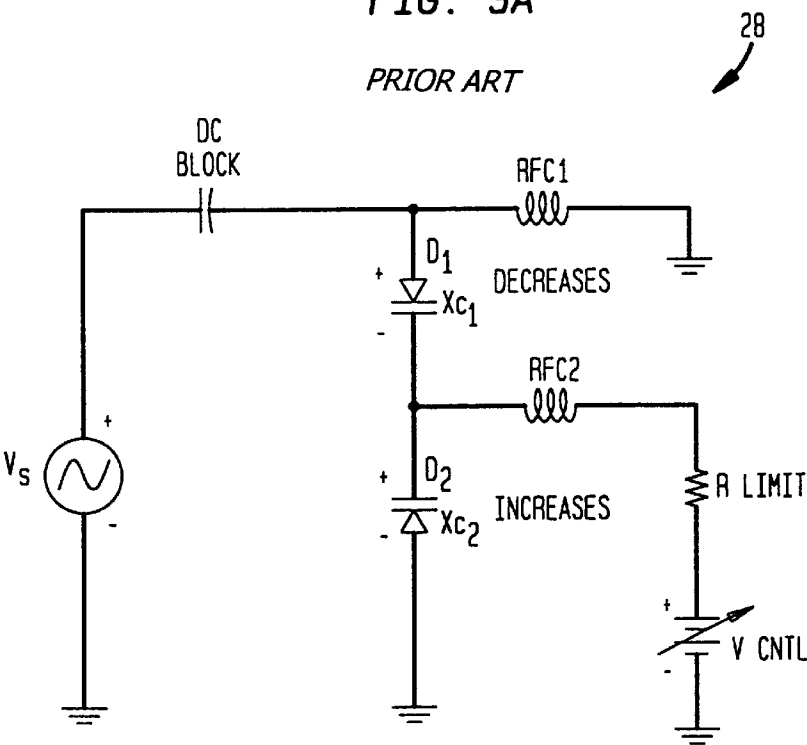 FIG. 3A
28
PRIOR ART
DC
BLOCK
RFC1
D1
+
DECREASES
Xc1
-
RFC2
+
Vs
D2
+
R LIMIT
INCREASES
Xc2
-
-
+
V CNTL
-